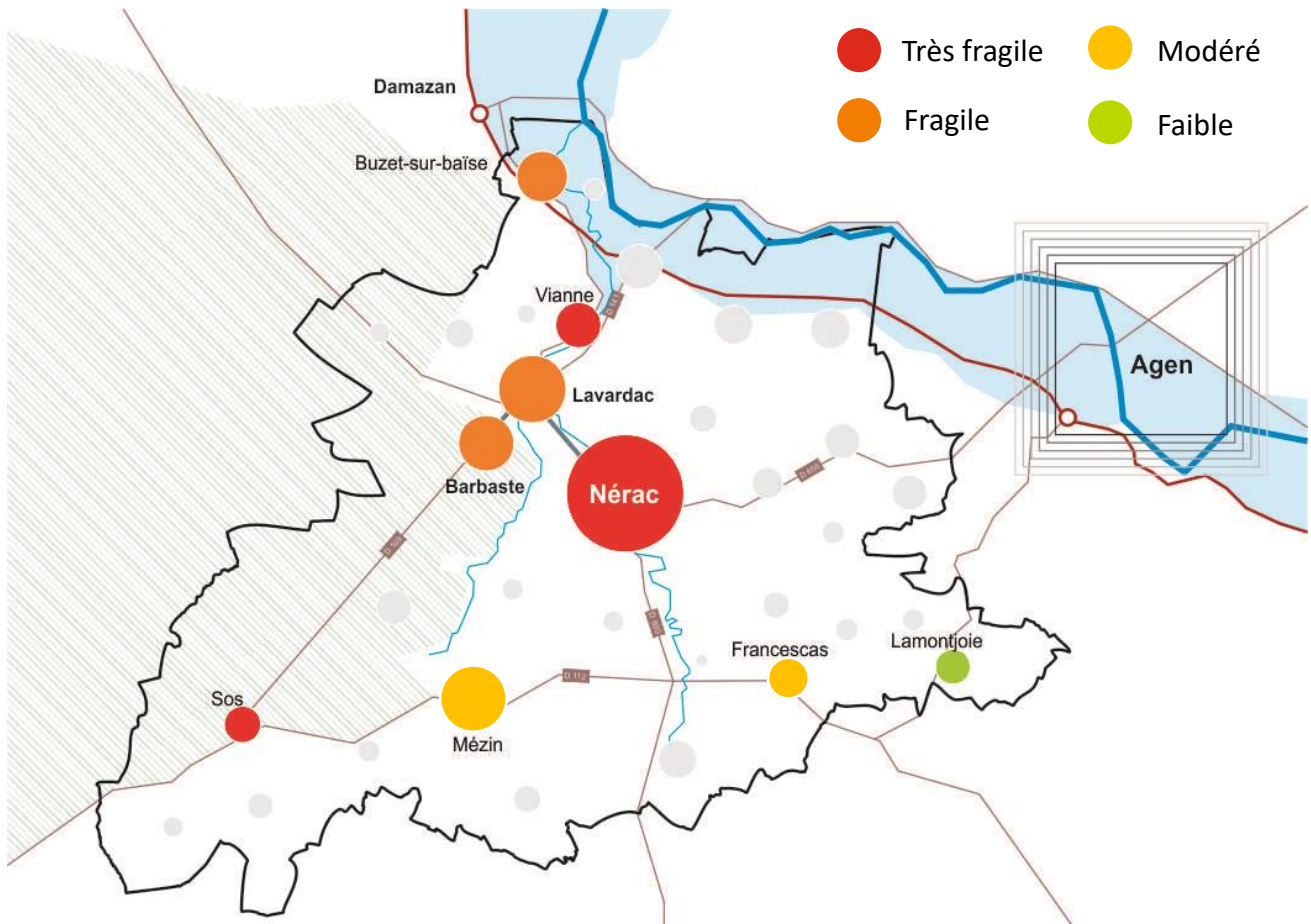 Très fragile
Modéré
Fragile
Faible
Damazan
Buzet-sur-baïse
Vianne
Lavardac
Agen
Barbaste
Nérac
D 656
Francescas
Lamontjoie
D 112
Sos
Mézin